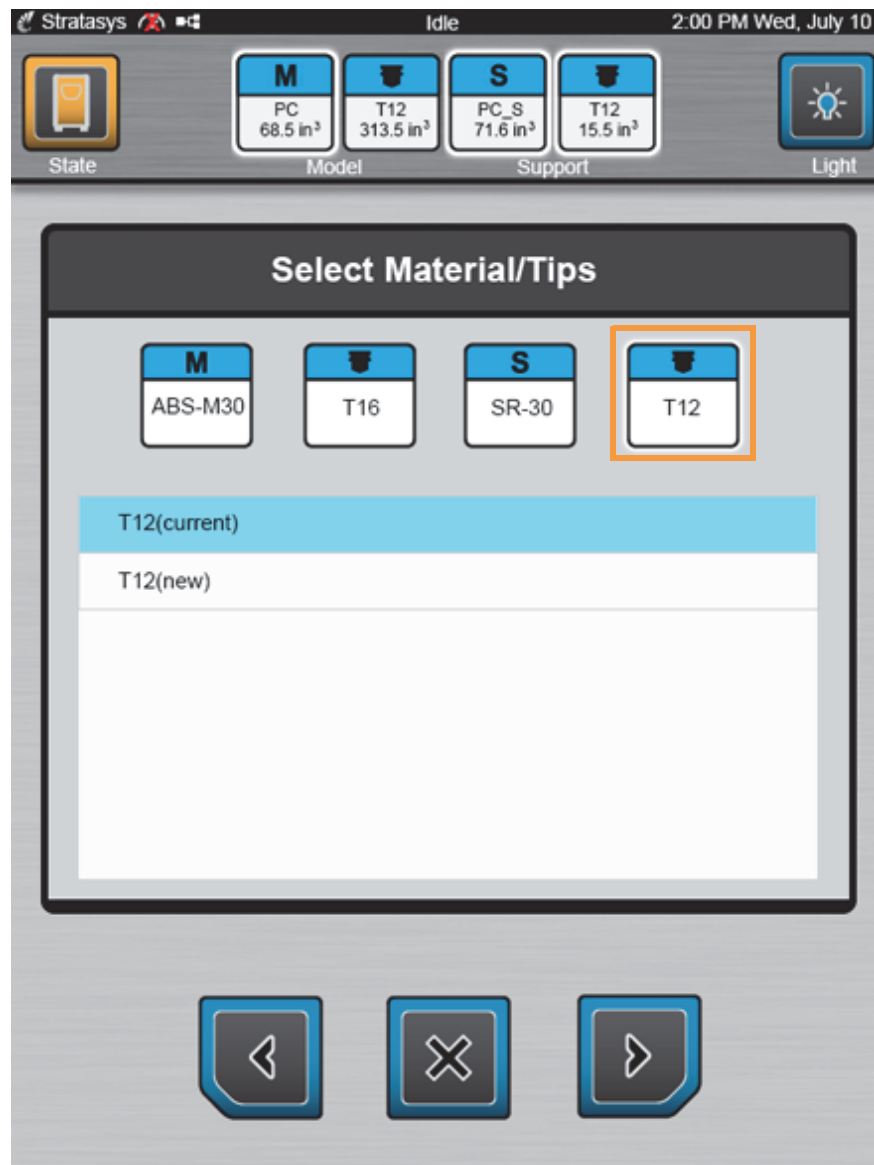 Stratasys Idle 2:00 PM Wed, July 10
M S
PC T12 PC_S T12
68.5 in³ 313.5 in³ 71.6 in³ 15.5 in³
State Model Support Light
Select Material/Tips
M S
ABS-M30 T16 SR-30 T12
T12(current)
T12(new)